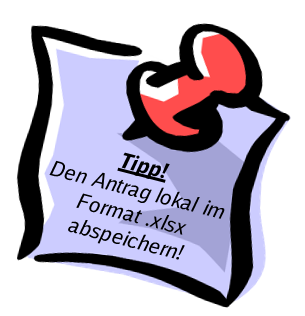 Tipp!
Den Antrag lokal im
Format .xlsx
abspeichern!